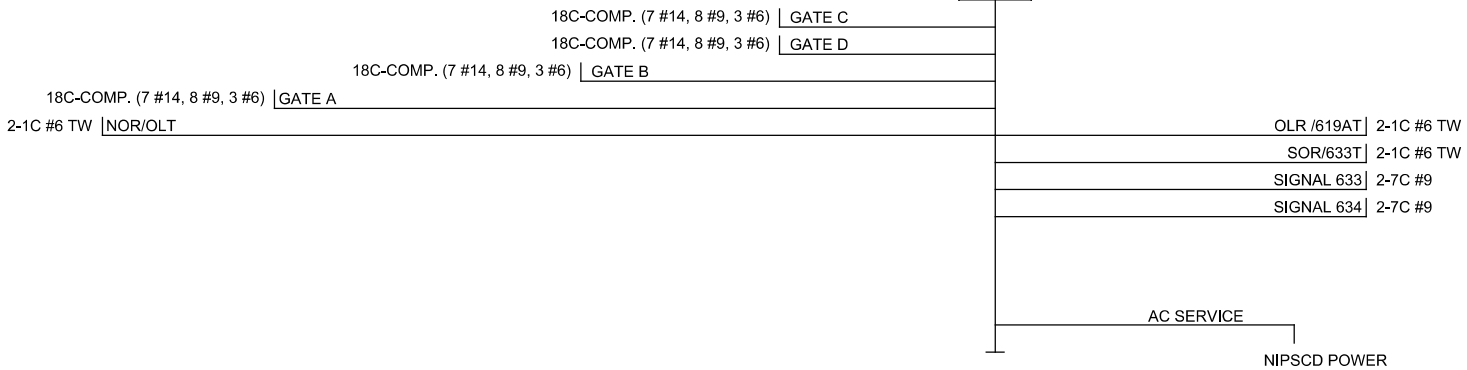 18C-COMP. (7 #14, 8 #9, 3 #6) GATE C
18C-COMP. (7 #14, 8 #9, 3 #6) GATE D
18C-COMP. (7 #14, 8 #9, 3 #6) GATE B
18C-COMP. (7 #14, 8 #9, 3 #6) GATE A
2-1C #6 TW NOR/OLT
OLR /619AT 2-1C #6 TW
SOR/633T 2-1C #6 TW
SIGNAL 633 2-7C #9
SIGNAL 634 2-7C #9
AC SERVICE
NIPSCD POWER